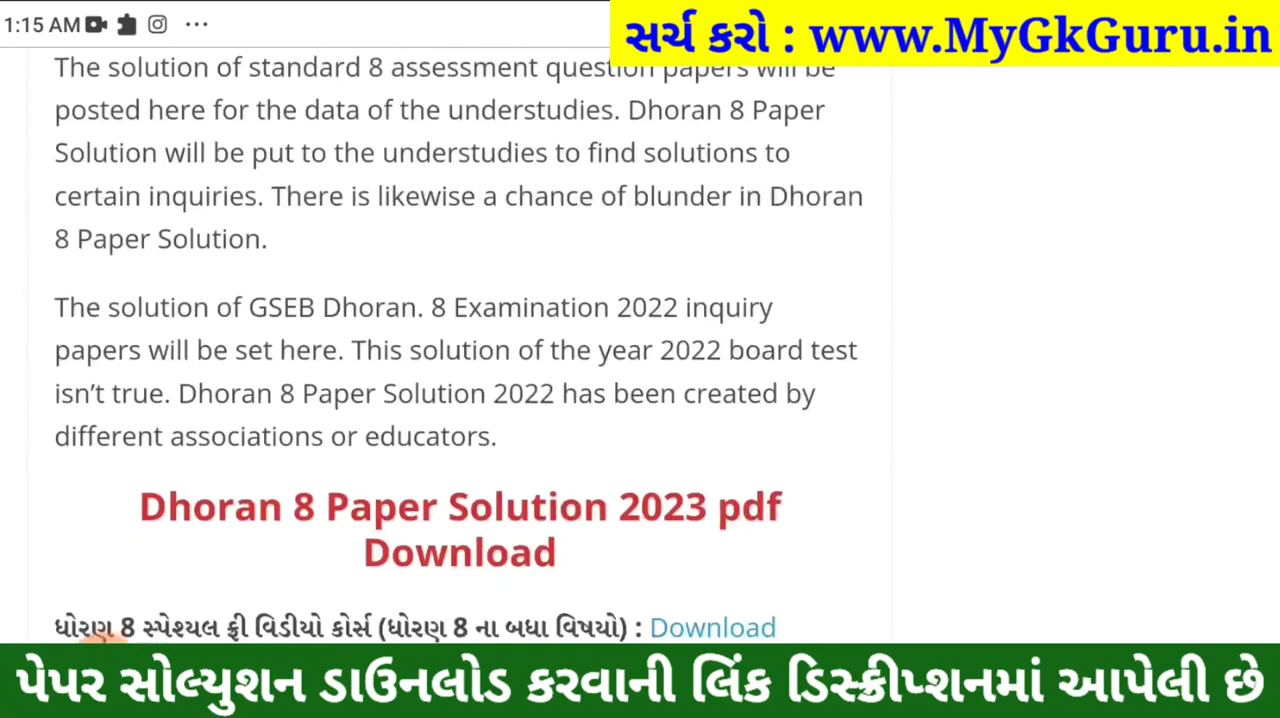 1:15 AM
સર્ચ કરો : www.MyGkGuru.in
The solution of standard 8 assessment question papers will be
posted here for the data of the understudies. Dhoran 8 Paper
Solution will be put to the understudies to find solutions to
certain inquiries. There is likewise a chance of blunder in Dhoran
8 Paper Solution.
The solution of GSEB Dhoran. 8 Examination 2022 inquiry
papers will be set here. This solution of the year 2022 board test
isn’t true. Dhoran 8 Paper Solution 2022 has been created by
different associations or educators.
Dhoran 8 Paper Solution 2023 pdf
Download
ધોરણ 8 સ્પેશ્યલ ફ્રી વિડીયો કોર્સ (ધોરણ 8 ના બધા વિષયો) : Download
પેપર સોલ્યુશન ડાઉનલોડ કરવાની લિંક ડિસ્ક્રીપ્શનમાં આપેલી છે